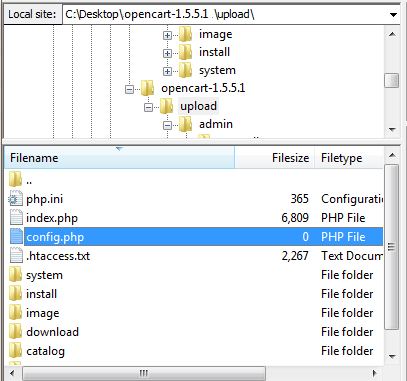 Local site: C:\Desktop\opencart-1.5.5.1 .\upload\
image
install
system
opencart-1.5.5.1
upload
admin
Filename Filesize Filetype
..
php.ini 365 Configuratio
index.php 6,809 PHP File
config.php 0 PHP File
.htaccess.txt 2,267 Text Docum
system File folder
install File folder
image File folder
download File folder
catalog File folder